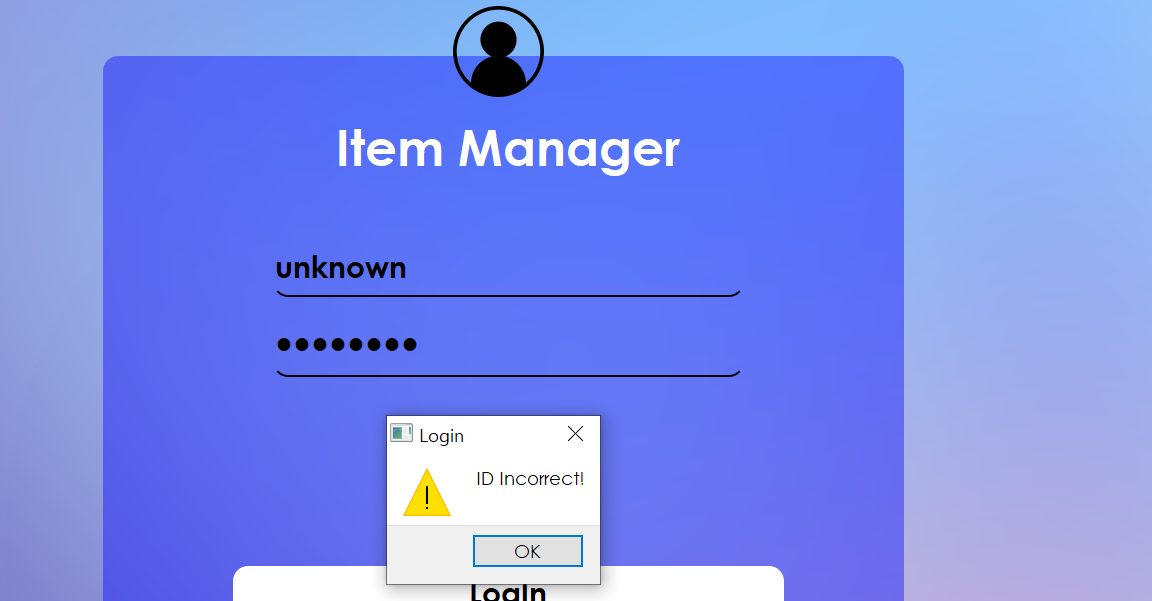 Item Manager
unknown
●●●●●●●●
Login
ID Incorrect!
OK
LogIn